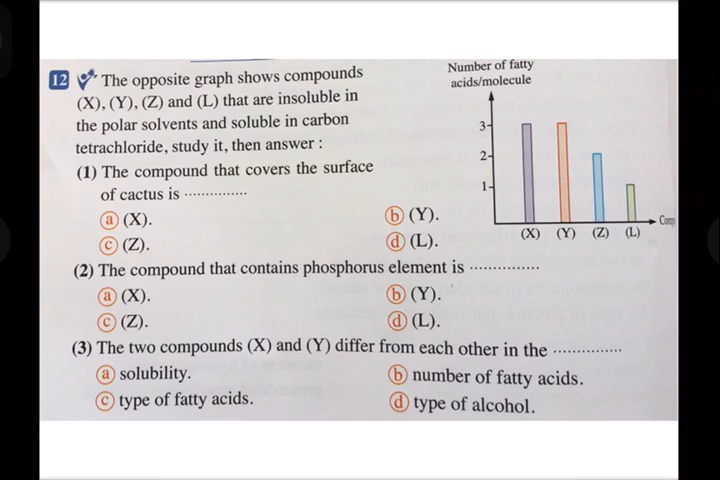 12 The opposite graph shows compounds
(X), (Y), (Z) and (L) that are insoluble in
the polar solvents and soluble in carbon
tetrachloride, study it, then answer :
(1) The compound that covers the surface
of cactus is ...............
a (X). b (Y).
c (Z). d (L).
Number of fatty
acids/molecule
3
2
1
(X) (Y) (Z) (L)
(2) The compound that contains phosphorus element is ...............
a (X). b (Y).
c (Z). d (L).
(3) The two compounds (X) and (Y) differ from each other in the ...............
a solubility. b number of fatty acids.
c type of fatty acids. d type of alcohol.